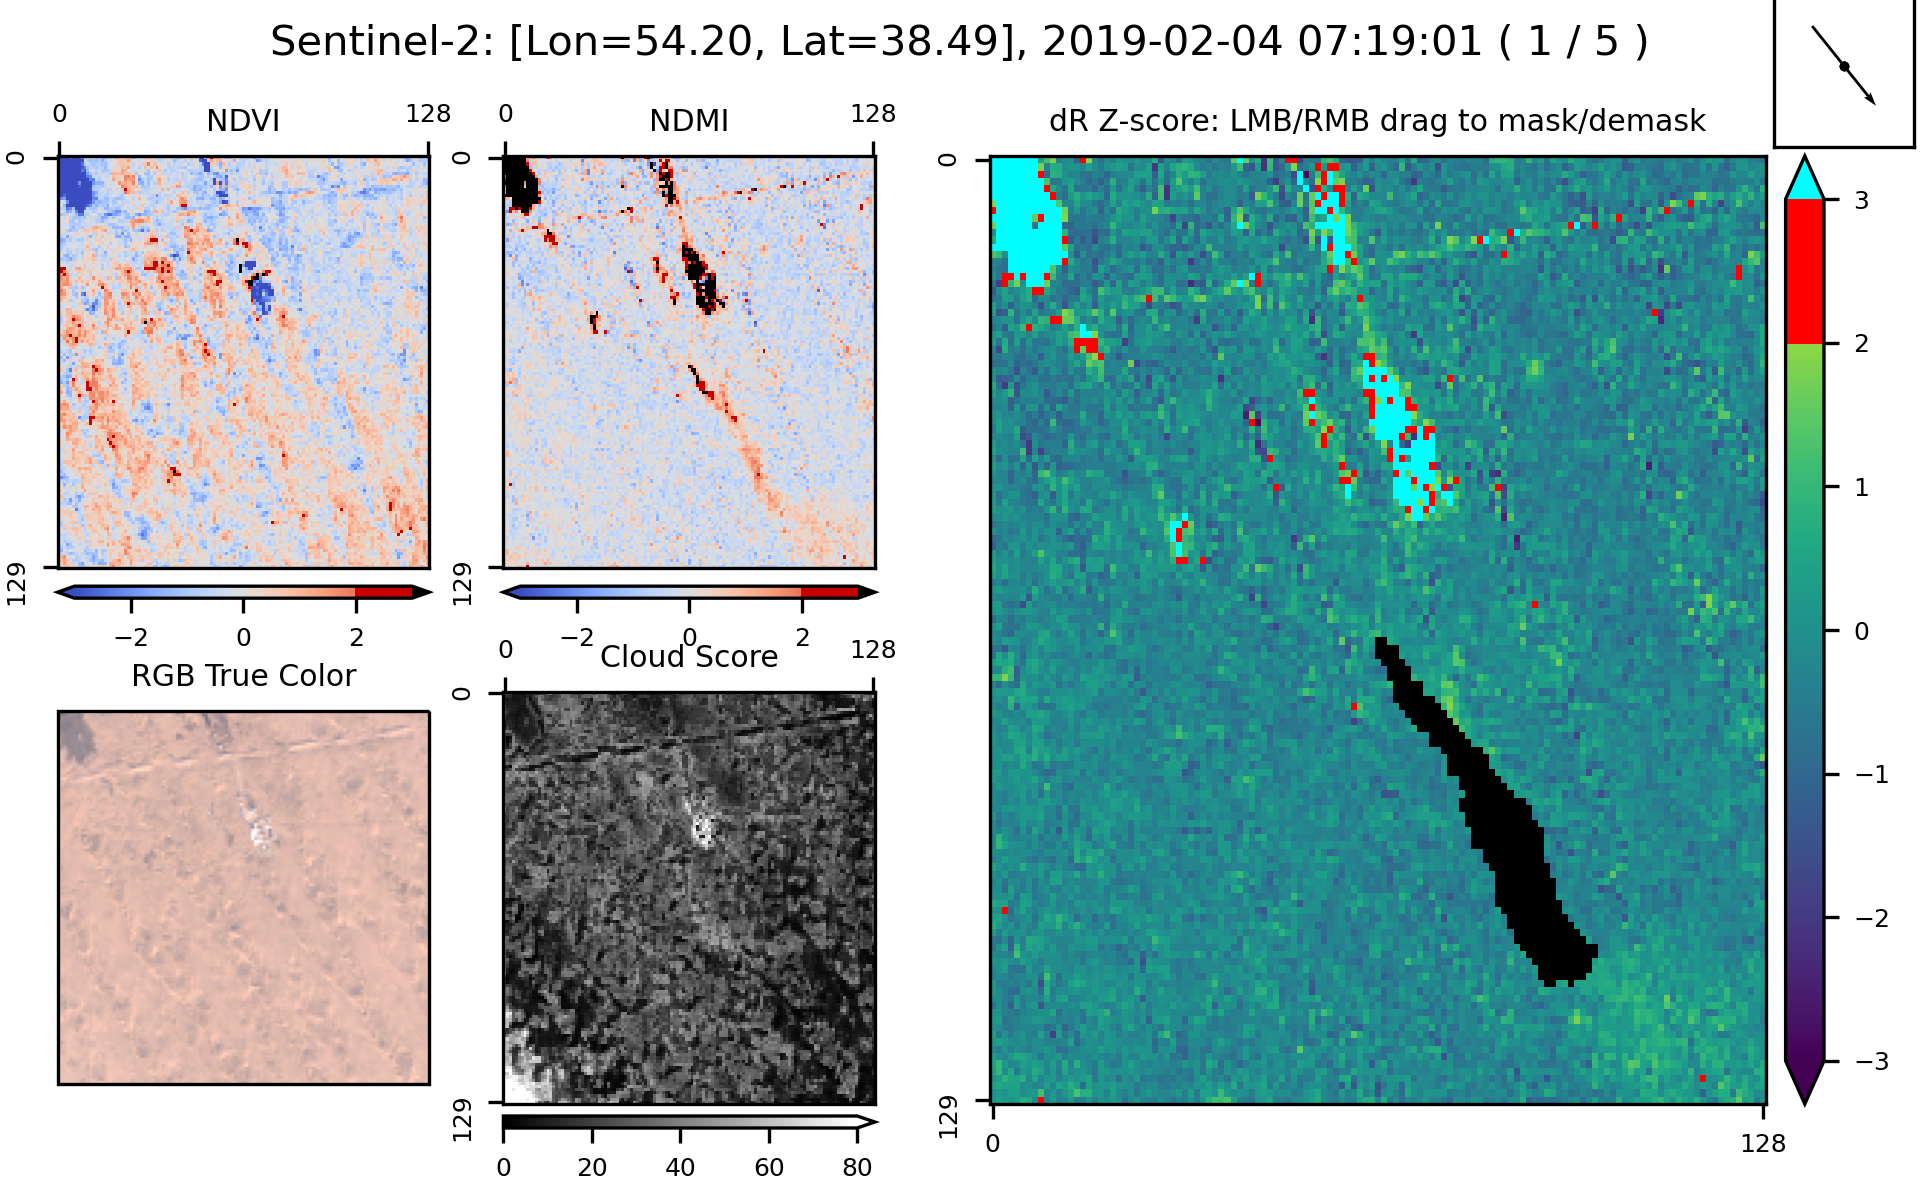 Sentinel-2: [Lon=54.20, Lat=38.49], 2019-02-04 07:19:01 ( 1 / 5 )
NDVI
0 128
0
129
−2 0 2
NDMI
0 128
0
129
−2 0 2
dR Z-score: LMB/RMB drag to mask/demask
0
129
0 128
3
2
1
0
−1
−2
−3
RGB True Color
Cloud Score
0 128
0
129
0 20 40 60 80